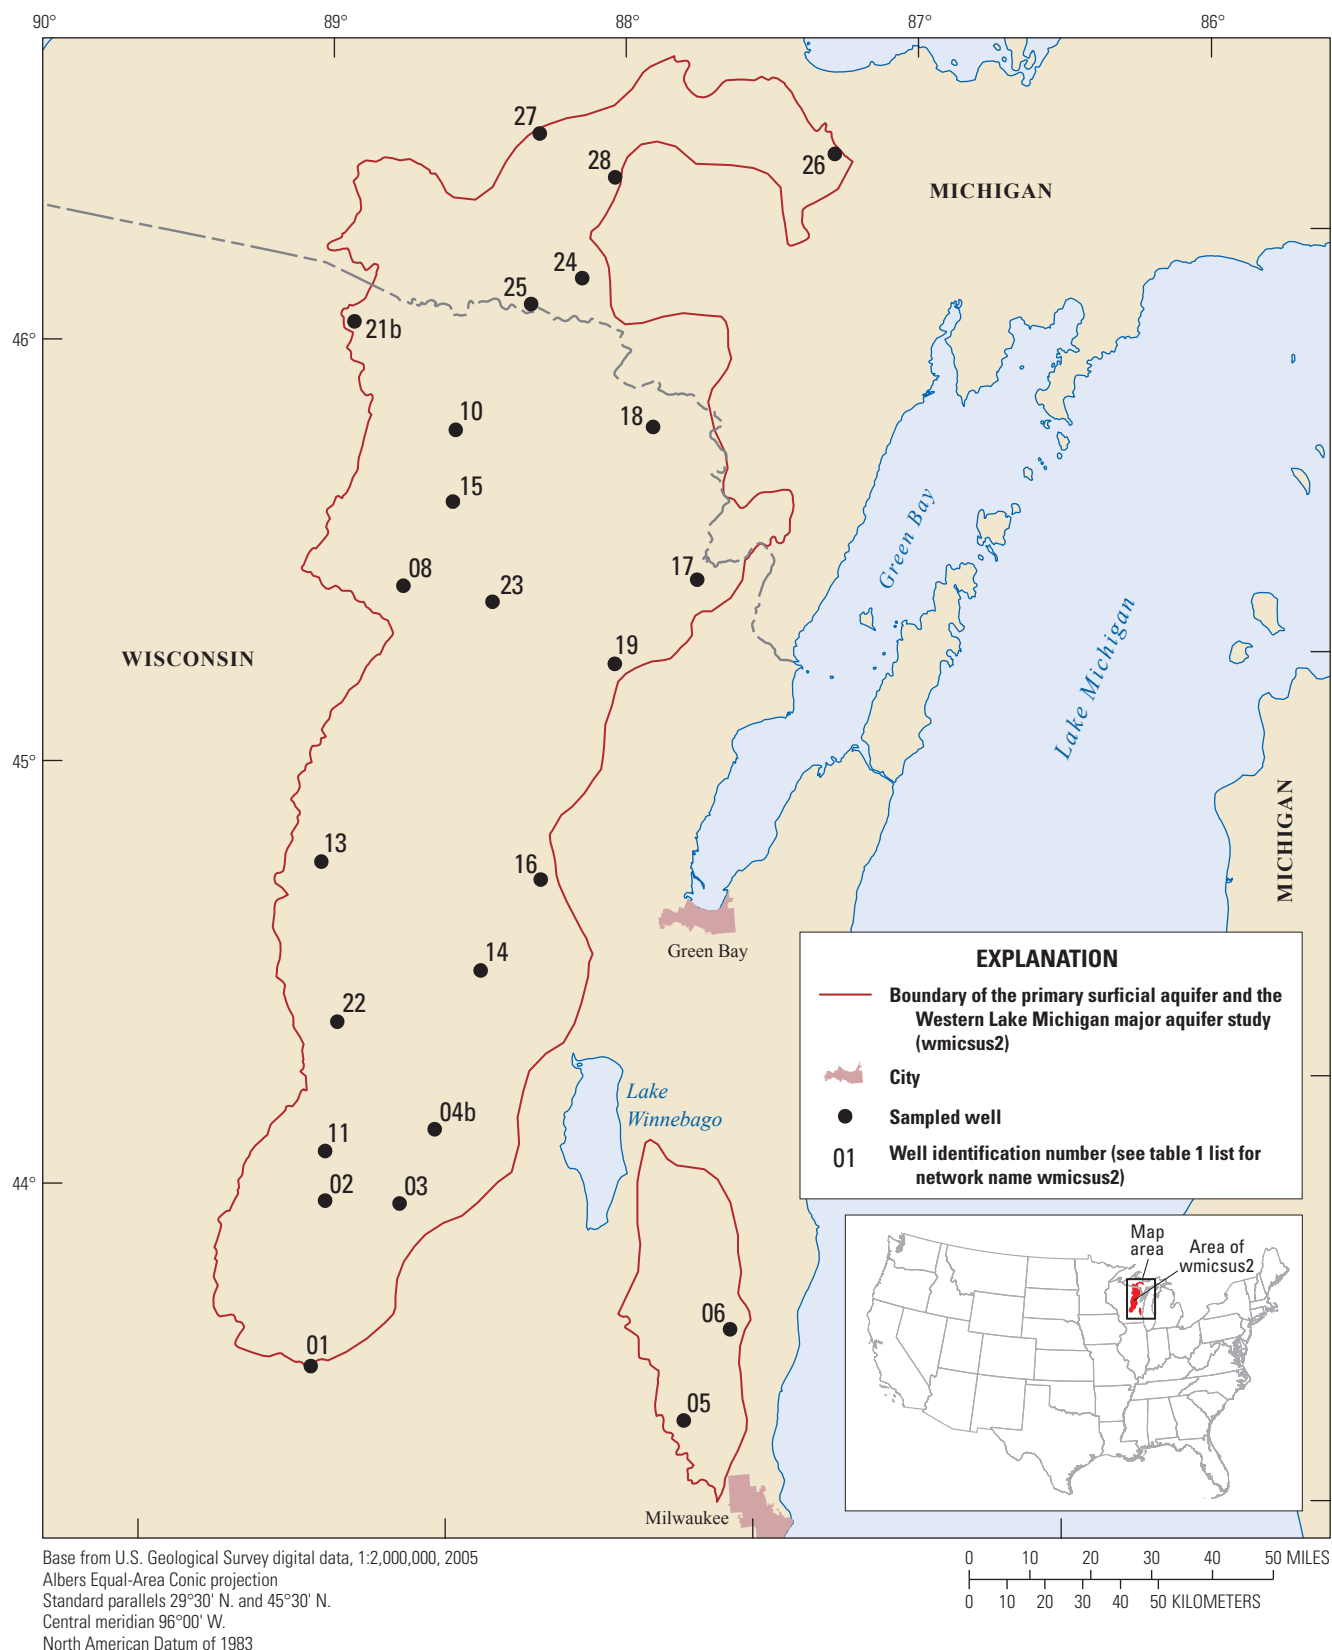 90°
89°
88°
87°
86°
27
28
26
MICHIGAN
24
25
21b
46°
10
18
15
08
23
17
Green Bay
19
WISCONSIN
Lake Michigan
45°
13
16
MICHIGAN
Green Bay
14
22
EXPLANATION
Boundary of the primary surficial aquifer and the
Western Lake Michigan major aquifer study
(wmicsus2)
City
Sampled well
01
Well identification number (see table 1 list for
network name wmicsus2)
Lake
Winnebago
04b
11
44°
02
03
06
01
05
Milwaukee
Map
area
Area of
wmicsus2
Base from U.S. Geological Survey digital data, 1:2,000,000, 2005
Albers Equal-Area Conic projection
Standard parallels 29°30' N. and 45°30' N.
Central meridian 96°00' W.
North American Datum of 1983
0 10 20 30 40 50 MILES
0 10 20 30 40 50 KILOMETERS